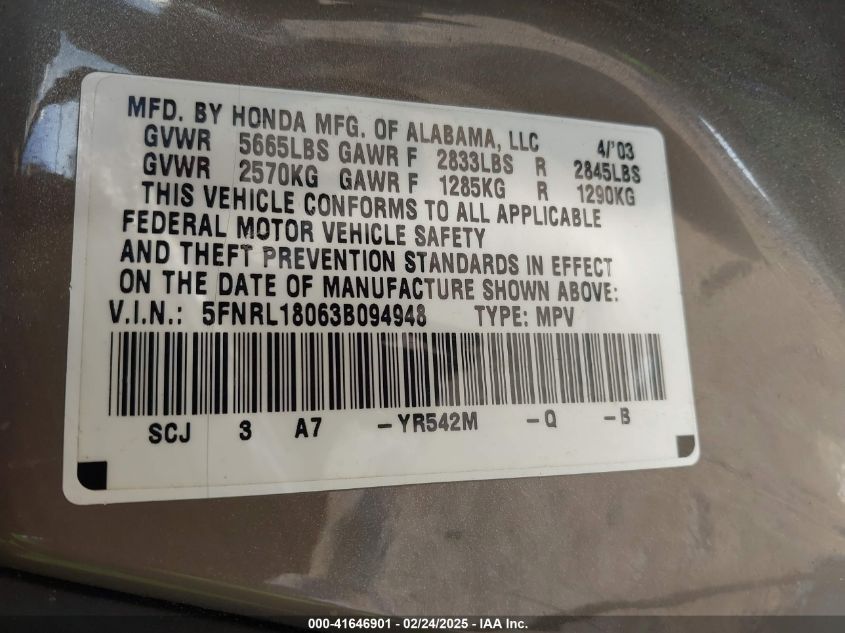 MFD. BY HONDA MFG. OF ALABAMA, LLC 4/'03
GVWR 5665LBS GAWR F 2833LBS R 2845LBS
GVWR 2570KG GAWR F 1285KG R 1290KG
THIS VEHICLE CONFORMS TO ALL APPLICABLE
FEDERAL MOTOR VEHICLE SAFETY
AND THEFT PREVENTION STANDARDS IN EFFECT
ON THE DATE OF MANUFACTURE SHOWN ABOVE:
V.I.N.: 5FNRL18063B094948 TYPE: MPV
SCJ 3 A7 -YR542M -Q -B
000-41646901 - 02/24/2025 - IAA Inc.